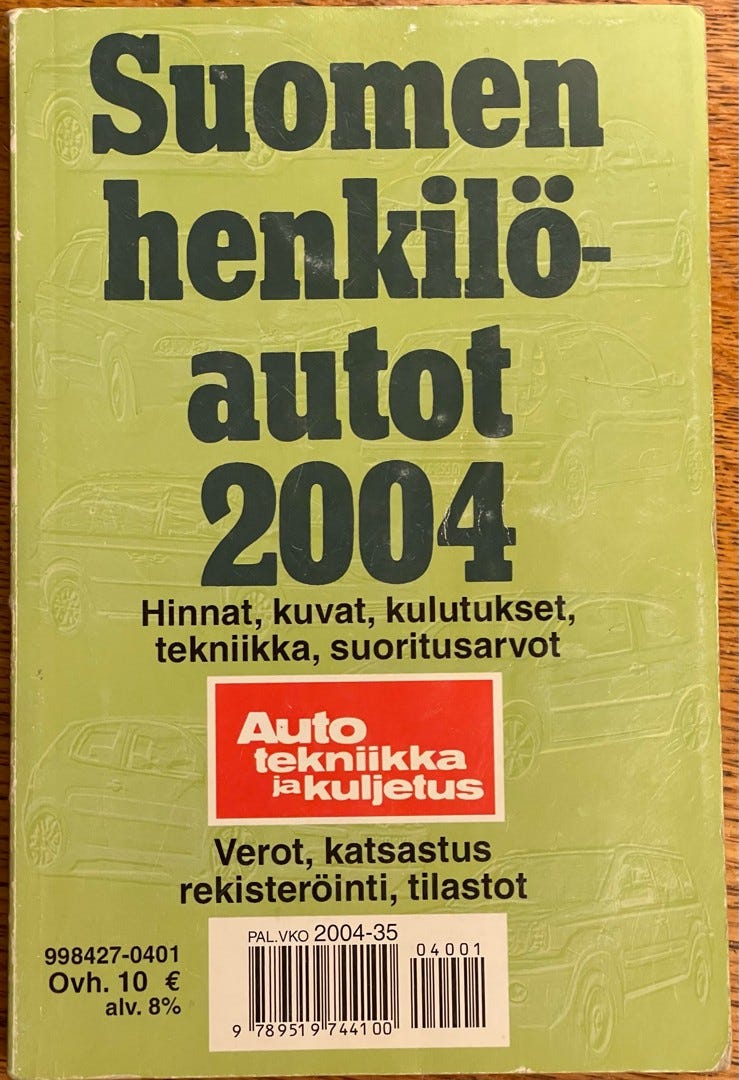 Suomen
henkilö-
autot
2004
Hinnat, kuvat, kulutukset,
tekniikka, suoritusarvot
Auto
tekniikka
ja kuljetus
Verot, katsastus
rekisteröinti, tilastot
998427-0401
Ovh. 10 €
alv. 8%
PAL.VKO 2004-35
04001
9 789519 744100